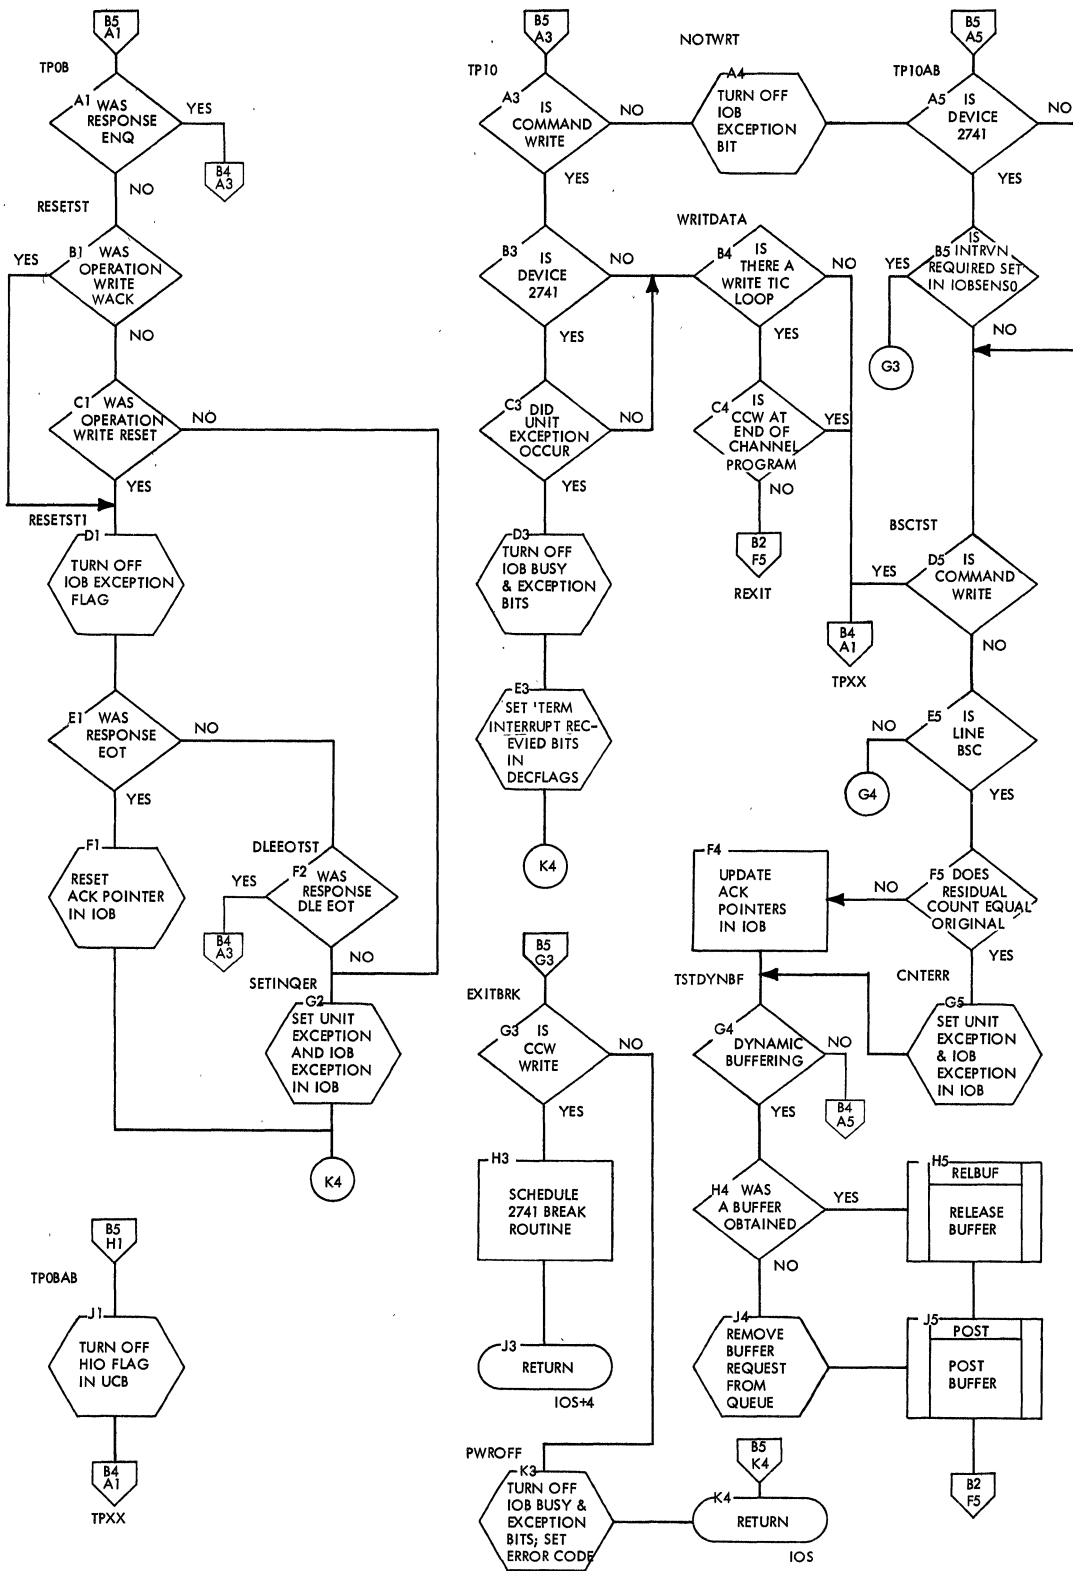 B5
A1
TP0B
A1 WAS
RESPONSE
ENQ
YES
B4
A3
NO
RESETST
B1 WAS
OPERATION
WRITE
WACK
YES
NO
C1 WAS
OPERATION
WRITE RESET
NO
YES
RESETST1
D1
TURN OFF
IOB EXCEPTION
FLAG
E1 WAS
RESPONSE
EOT
NO
YES
F1
RESET
ACK POINTER
IN IOB
DLEEOTST
F2 WAS
RESPONSE
DLE EOT
YES
B4
A3
NO
SETINQER
G2
SET UNIT
EXCEPTION
AND IOB
EXCEPTION
IN IOB
K4
B5
H1
TP0BAB
J1
TURN OFF
HIO FLAG
IN UCB
B4
A1
TPXX
B5
A3
TP10
A3 IS
COMMAND
WRITE
NO
YES
NOTWRT
A4
TURN OFF
IOB
EXCEPTION
BIT
B3 IS
DEVICE
2741
NO
YES
C3 DID
UNIT
EXCEPTION
OCCUR
NO
YES
D3
TURN OFF
IOB BUSY
& EXCEPTION
BITS
E3
SET 'TERM
INTERRUPT REC-
EVIED BITS
IN
DECFLAGS
K4
WRITDATA
B4 IS
THERE A
WRITE TIC
LOOP
NO
YES
C4 IS
CCW AT
END OF
CHANNEL
PROGRAM
YES
NO
B2
F5
REXIT
B4
A1
TPXX
B5
A5
TP10AB
A5 IS
DEVICE
2741
NO
YES
IS
B5 INTRVN
REQUIRED SET
IN IOBSENS0
YES
NO
G3
BSCTST
D5 IS
COMMAND
WRITE
YES
NO
E5 IS
LINE
BSC
NO
YES
G4
F5 DOES
RESIDUAL
COUNT EQUAL
ORIGINAL
NO
YES
F4
UPDATE
ACK
POINTERS
IN IOB
CNTERR
G5
SET UNIT
EXCEPTION
& IOB
EXCEPTION
IN IOB
TSTDYNBF
G4
DYNAMIC
BUFFERING
NO
YES
B4
A5
H4 WAS
A BUFFER
OBTAINED
YES
NO
H5
RELBUF
RELEASE
BUFFER
J4
REMOVE
BUFFER
REQUEST
FROM
QUEUE
J5
POST
POST
BUFFER
B2
F5
B5
G3
EXITBRK
G3 IS
CCW
WRITE
NO
YES
H3
SCHEDULE
2741 BREAK
ROUTINE
J3
RETURN
IOS+4
PWROFF
K3
TURN OFF
IOB BUSY &
EXCEPTION
BITS; SET
ERROR CODE
B5
K4
K4
RETURN
IOS